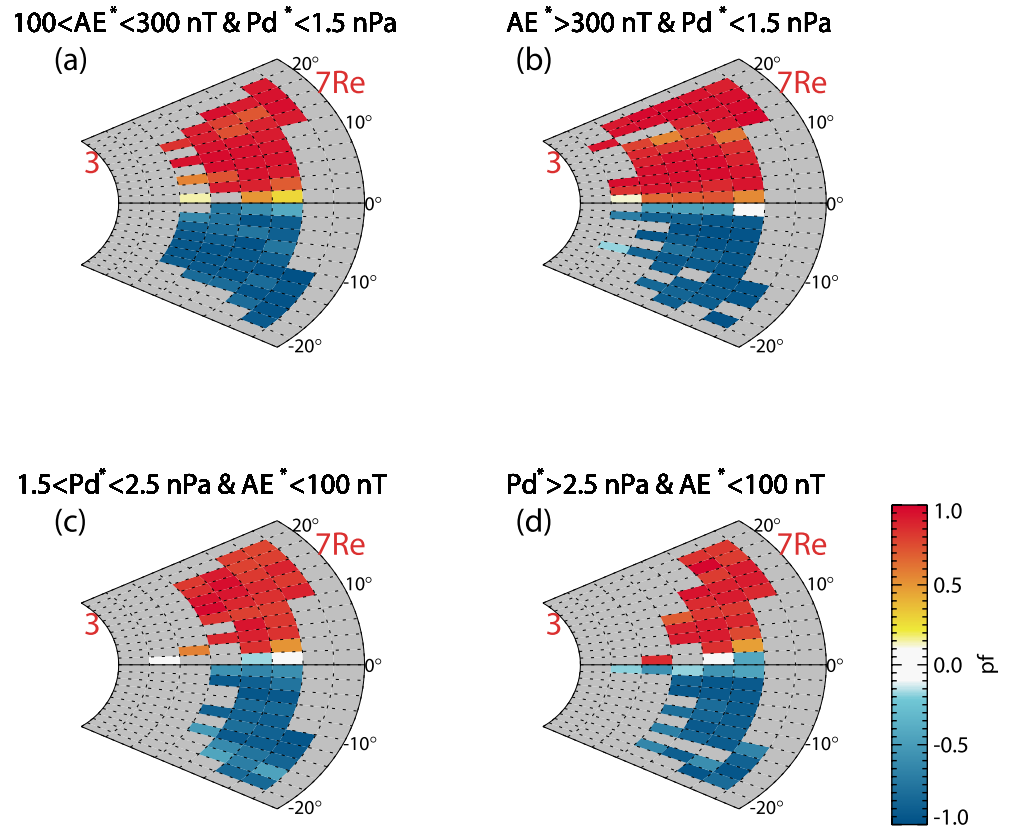 100<AE*<300 nT & Pd*<1.5 nPa
AE*>300 nT & Pd*<1.5 nPa
(a)
20°
7Re
10°
3
0°
-10°
-20°
(b)
20°
7Re
10°
3
0°
-10°
-20°
1.5<Pd*<2.5 nPa & AE*<100 nT
Pd*>2.5 nPa & AE*<100 nT
(c)
20°
7Re
10°
3
0°
-10°
-20°
(d)
20°
7Re
10°
3
0°
-10°
-20°
1.0
0.5
0.0
-0.5
-1.0
pf